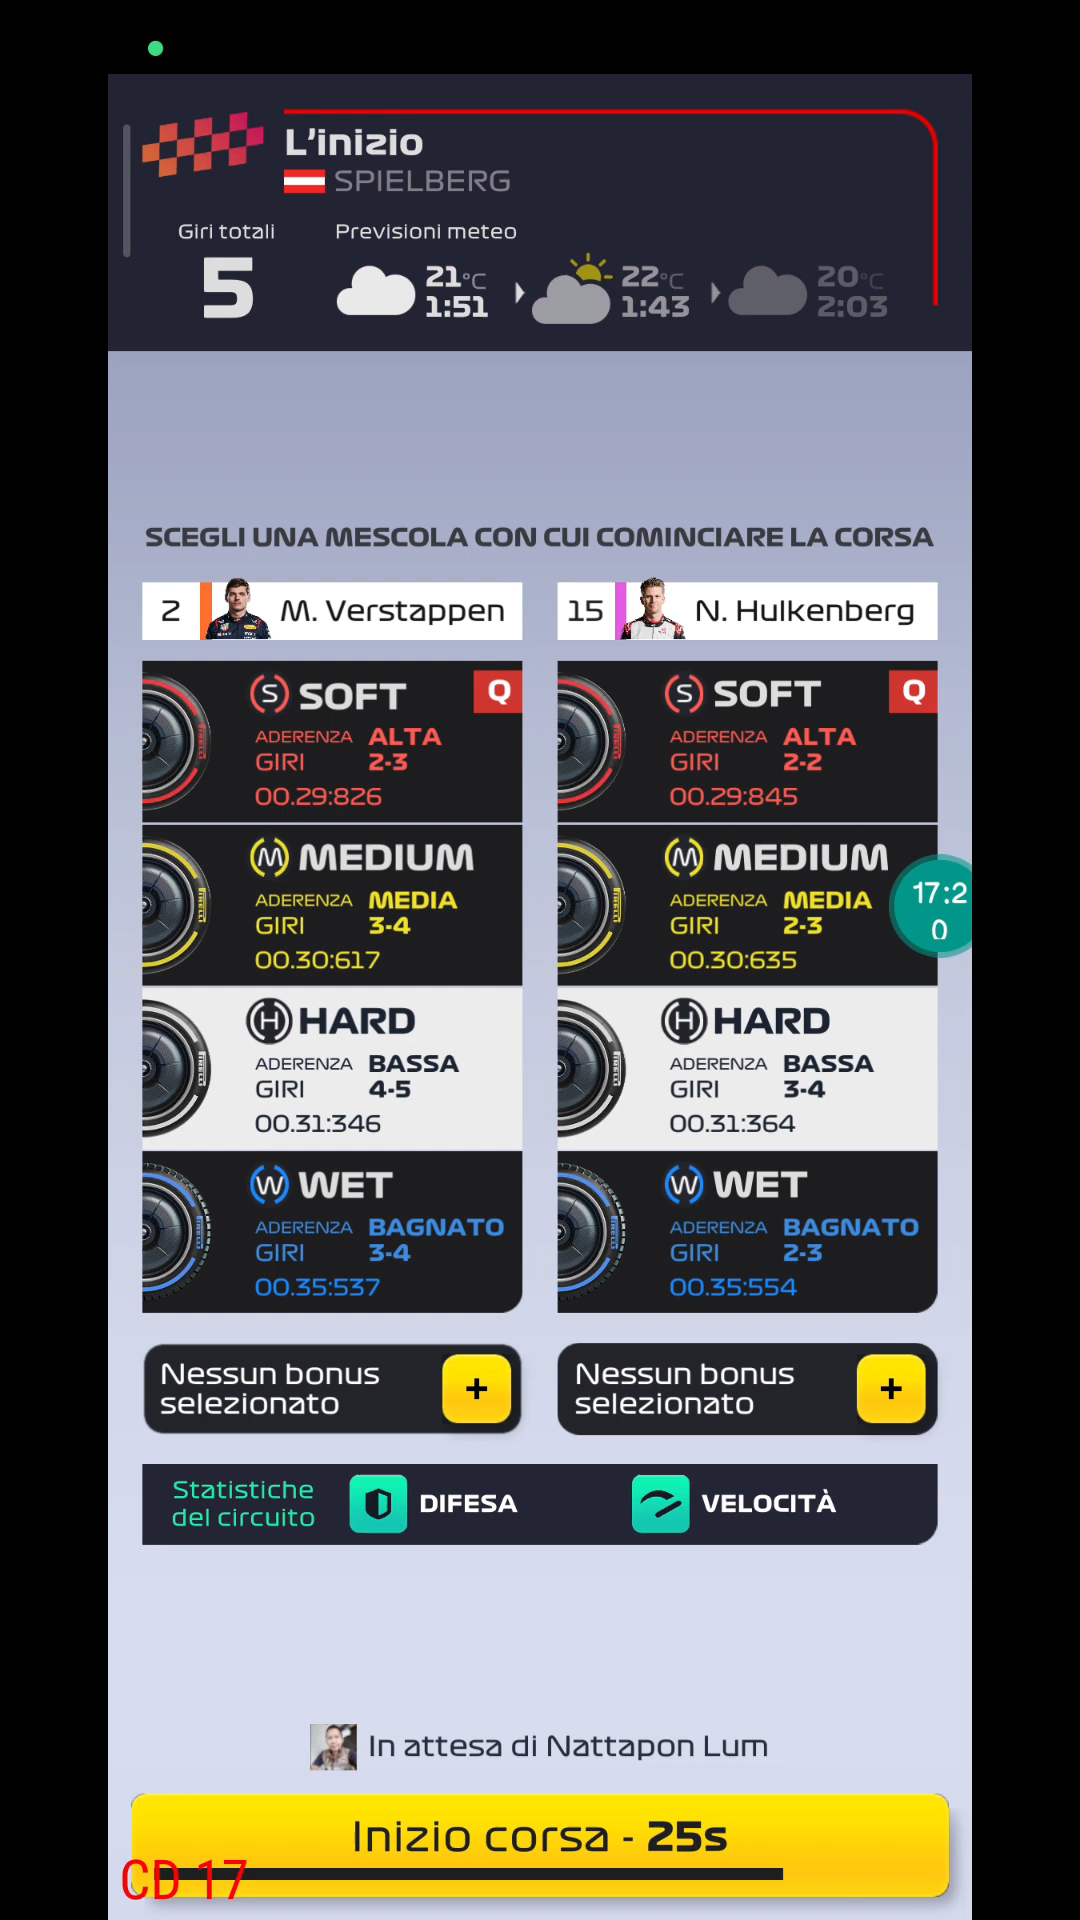 L'inizio
SPIELBERG
Giri totali
Previsioni meteo
5
21°C
1:51
22°C
1:43
20°C
2:03
SCEGLI UNA MESCOLA CON CUI COMINCIARE LA CORSA
2 M. Verstappen
15 N. Hulkenberg
S SOFT Q
ADERENZA ALTA
GIRI 2-3
00.29:826
S SOFT Q
ADERENZA ALTA
GIRI 2-2
00.29:845
M MEDIUM
ADERENZA MEDIA
GIRI 3-4
00.30:617
M MEDIUM
ADERENZA MEDIA
GIRI 2-3
00.30:635
17:2
0
H HARD
ADERENZA BASSA
GIRI 4-5
00.31:346
H HARD
ADERENZA BASSA
GIRI 3-4
00.31:364
W WET
ADERENZA BAGNATO
GIRI 3-4
00.35:537
W WET
ADERENZA BAGNATO
GIRI 2-3
00.35:554
Nessun bonus
selezionato
+
Nessun bonus
selezionato
+
Statistiche
del circuito
DIFESA
VELOCITÀ
In attesa di Nattapon Lum
Inizio corsa - 25s
CD 17